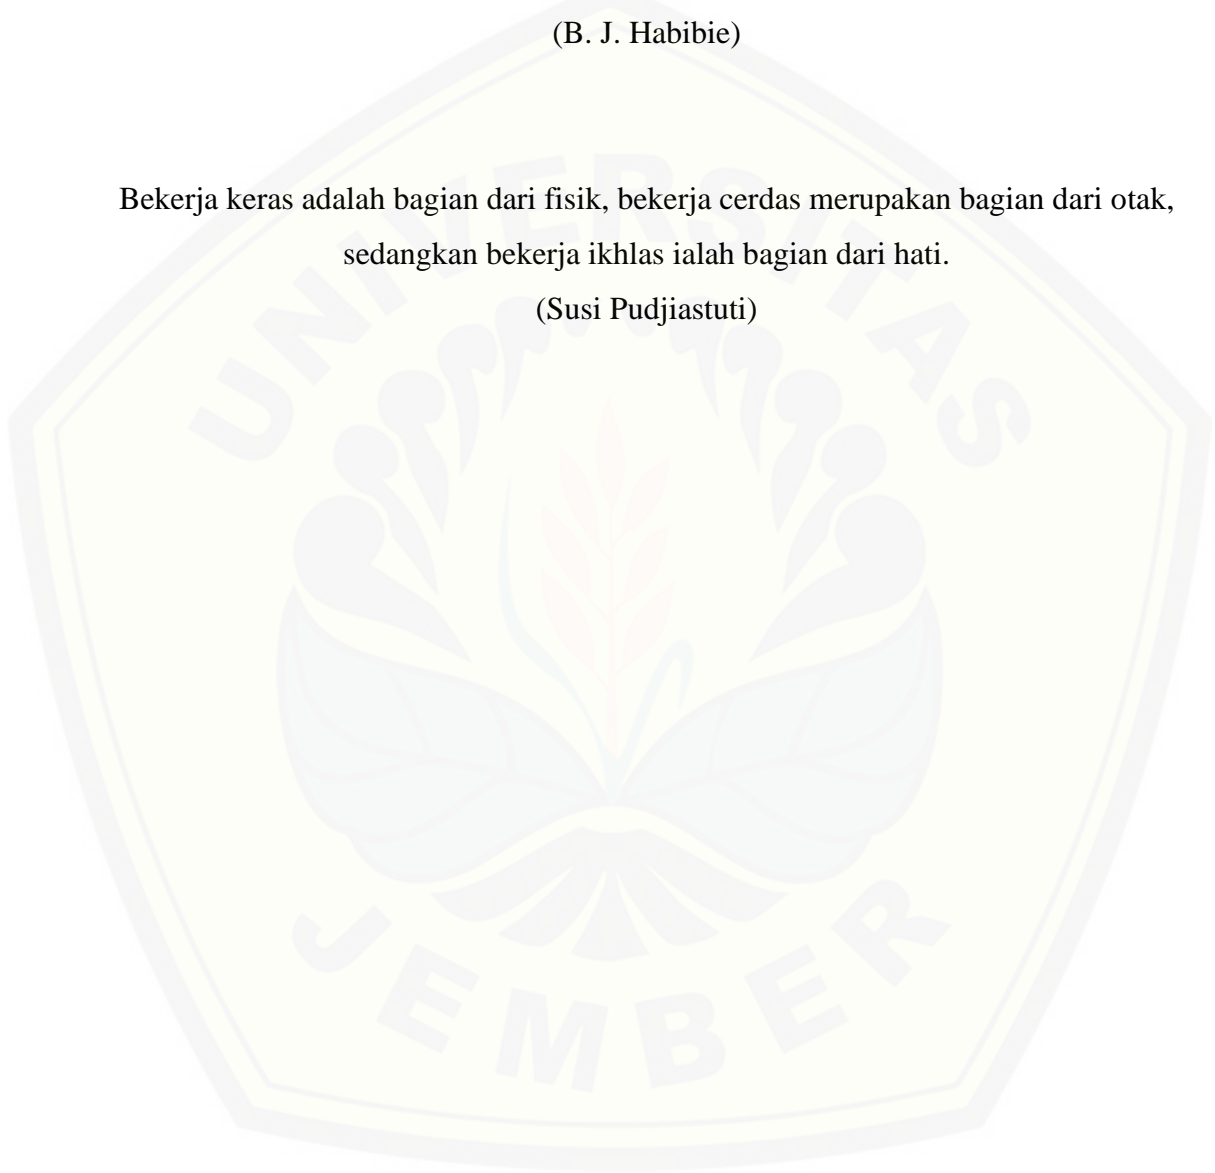 (B. J. Habibie)
Bekerja keras adalah bagian dari fisik, bekerja cerdas merupakan bagian dari otak,
sedangkan bekerja ikhlas ialah bagian dari hati.
(Susi Pudjiastuti)
UNIVERSITAS
JEMBER